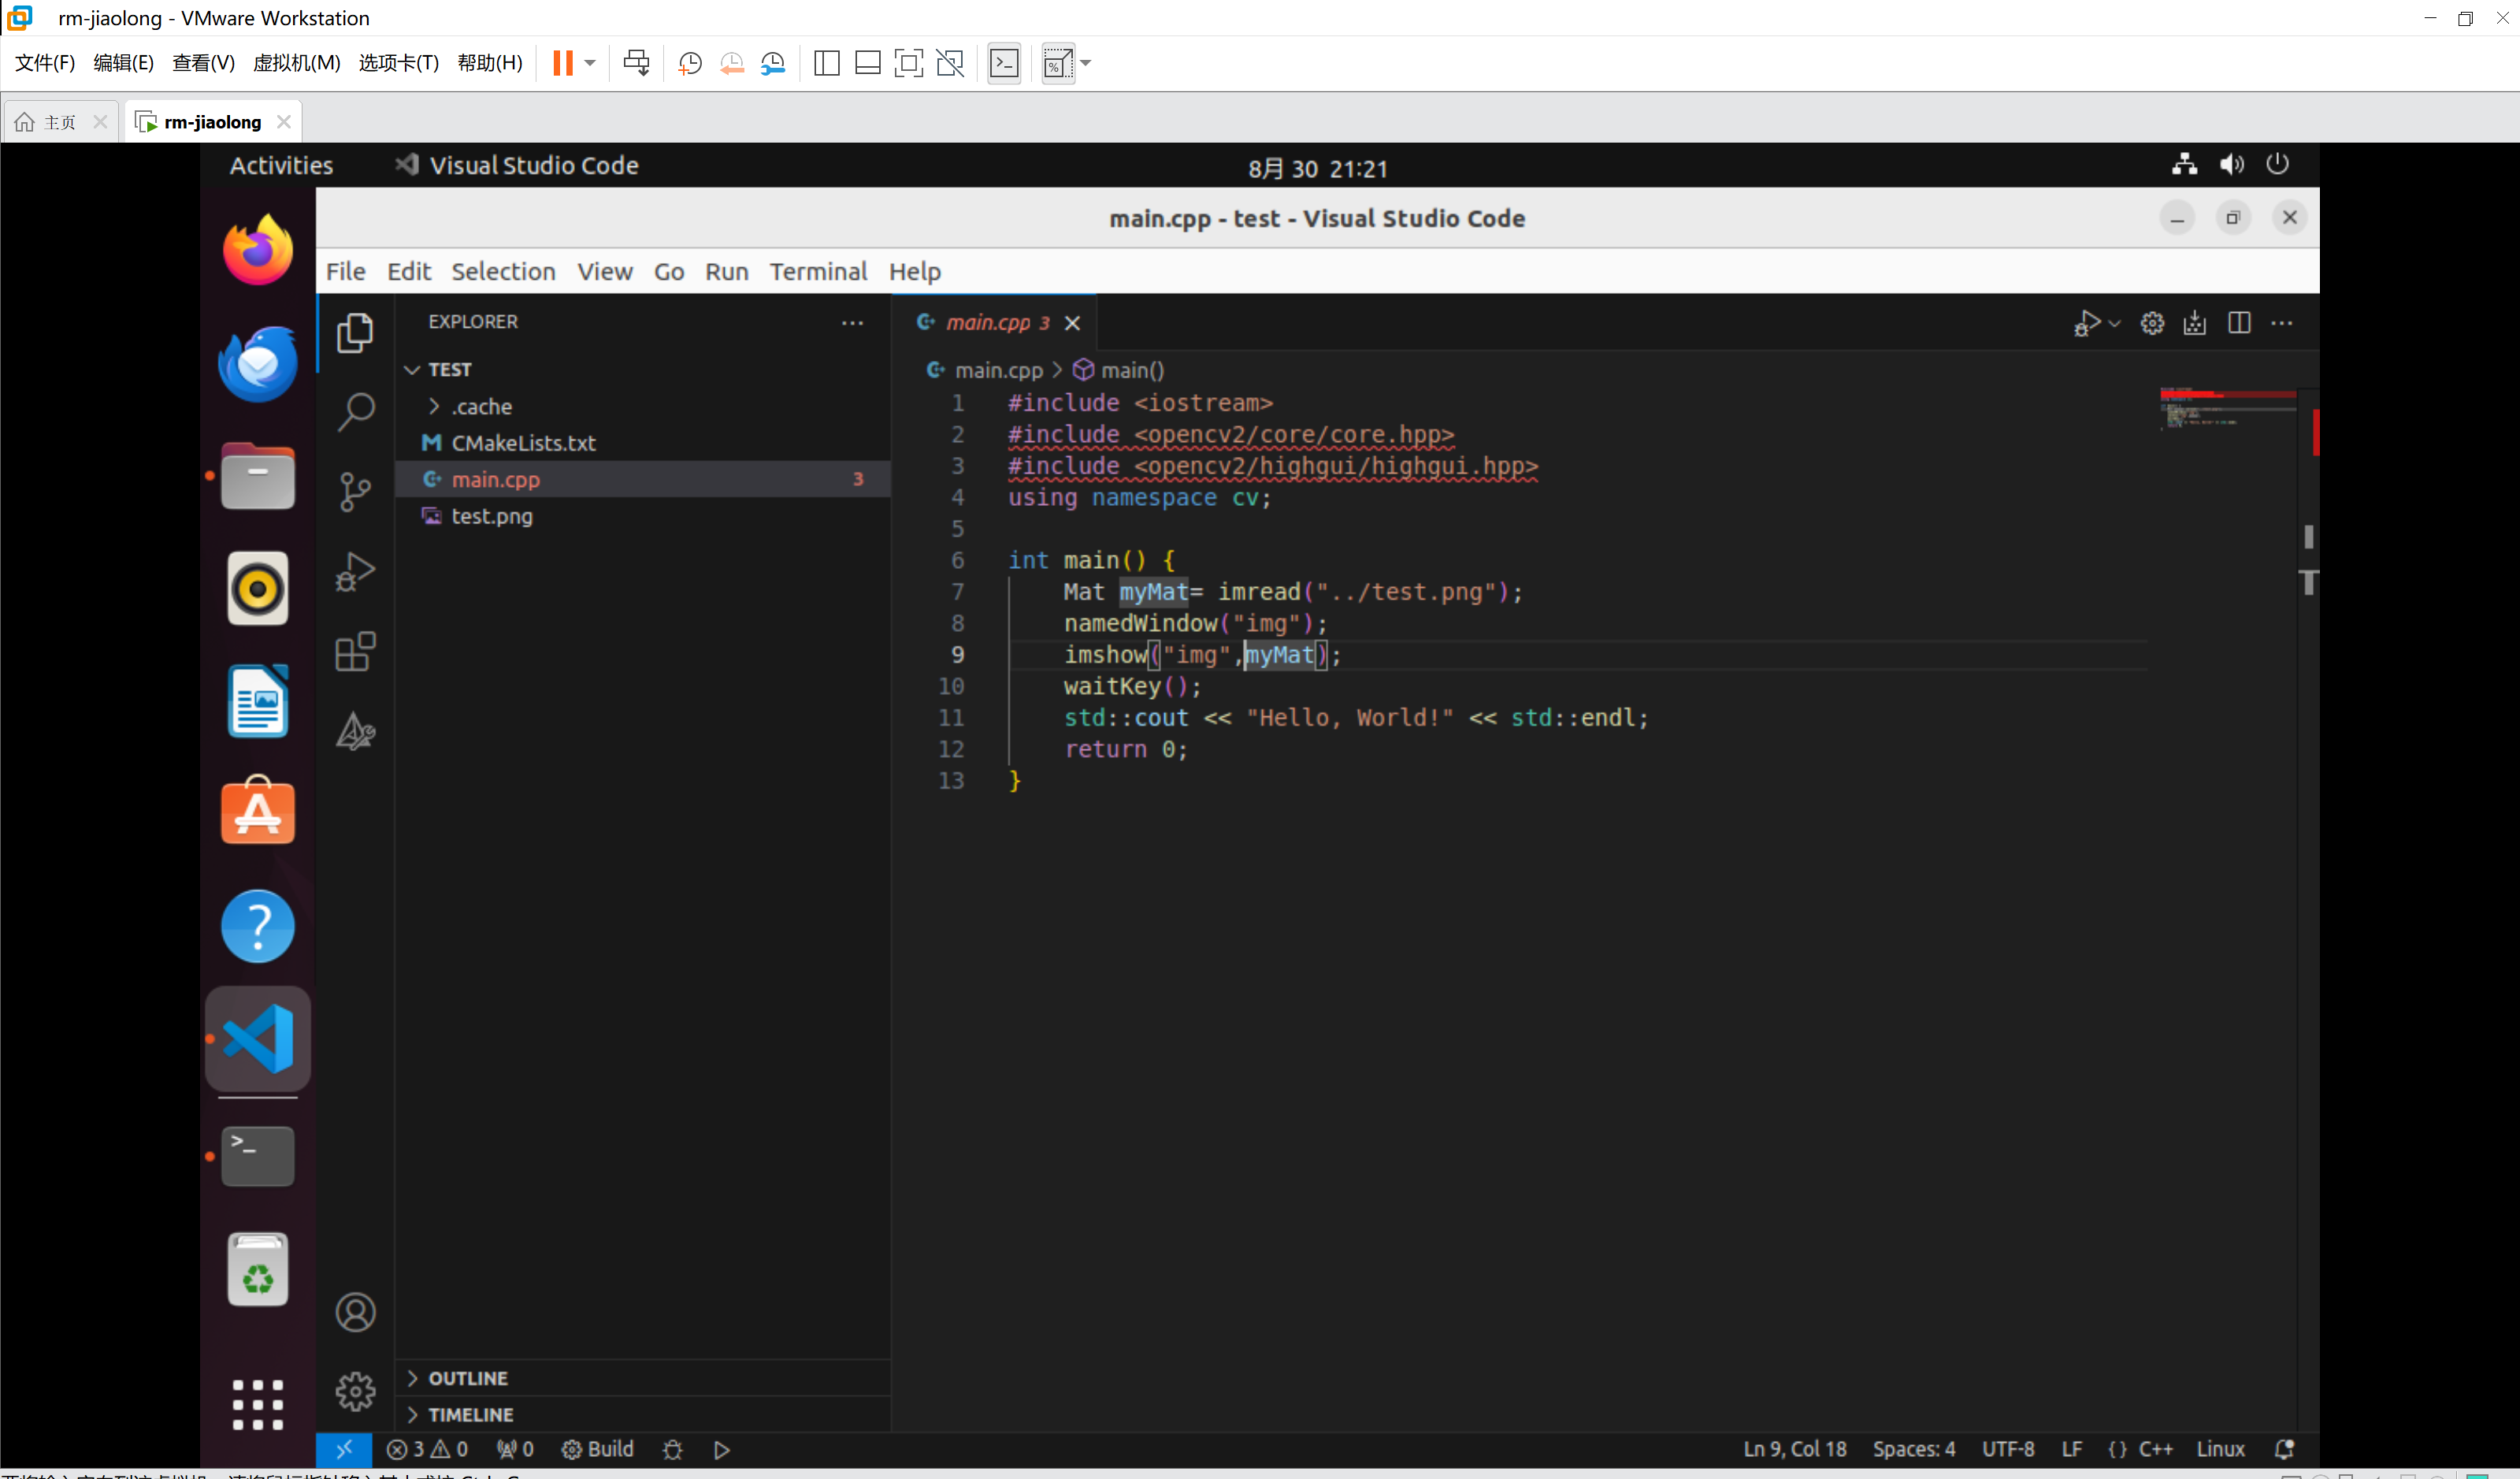 rm-jiaolong - VMware Workstation
文件(F) 编辑(E) 查看(V) 虚拟机(M) 选项卡(T) 帮助(H)
主页 rm-jiaolong
Activities Visual Studio Code 8月 30 21:21
main.cpp - test - Visual Studio Code
File Edit Selection View Go Run Terminal Help
EXPLORER
TEST
.cache
CMakeLists.txt
main.cpp 3
test.png
OUTLINE
TIMELINE
main.cpp 3
main.cpp > main()
1 #include <iostream>
2 #include <opencv2/core/core.hpp>
3 #include <opencv2/highgui/highgui.hpp>
4 using namespace cv;
5
6 int main() {
7 Mat myMat= imread("../test.png");
8 namedWindow("img");
9 imshow("img",myMat);
10 waitKey();
11 std::cout << "Hello, World!" << std::endl;
12 return 0;
13 }
3 0 0 Build
Ln 9, Col 18 Spaces: 4 UTF-8 LF {} C++ Linux